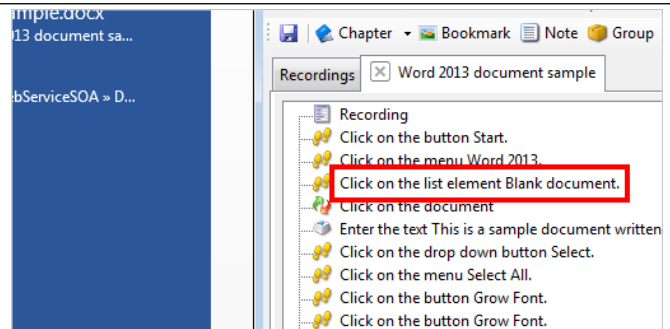 mple.docx
13 document sa...
bServiceSOA » D...
Chapter Bookmark Note Group
Recordings Word 2013 document sample
Recording
Click on the button Start.
Click on the menu Word 2013.
Click on the list element Blank document.
Click on the document
Enter the text This is a sample document written
Click on the drop down button Select.
Click on the menu Select All.
Click on the button Grow Font.
Click on the button Grow Font.